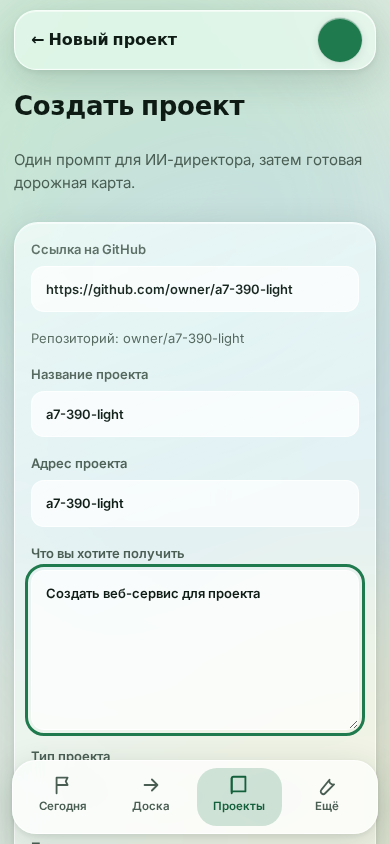 ← Новый проект
Создать проект
Один промпт для ИИ-директора, затем готовая
дорожная карта.
Ссылка на GitHub
https://github.com/owner/a7-390-light
Репозиторий: owner/a7-390-light
Название проекта
a7-390-light
Адрес проекта
a7-390-light
Что вы хотите получить
Создать веб-сервис для проекта
Тип проекта
Сегодня
Доска
Проекты
Ещё